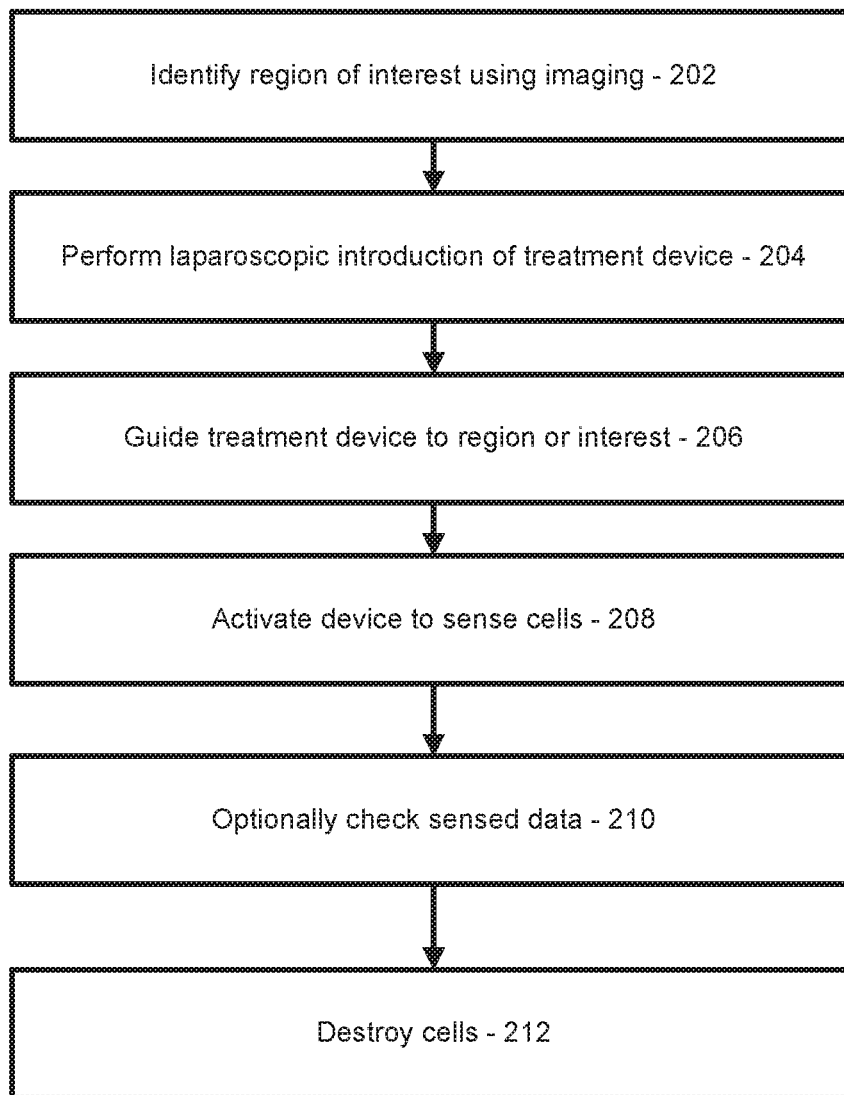 Identify region of interest using imaging - 202
Perform laparoscopic introduction of treatment device - 204
Guide treatment device to region or interest - 206
Activate device to sense cells - 208
Optionally check sensed data - 210
Destroy cells - 212